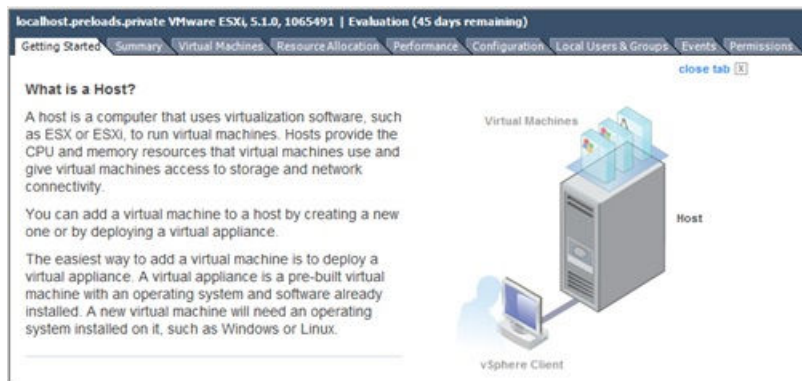 localhost.preloads.private VMware ESXi, 5.1.0, 1065491 | Evaluation (45 days remaining)
Getting Started Summary Virtual Machines Resource Allocation Performance Configuration Local Users & Groups Events Permissions
close tab X
What is a Host?
A host is a computer that uses virtualization software, such
as ESX or ESXi, to run virtual machines. Hosts provide the
CPU and memory resources that virtual machines use and
give virtual machines access to storage and network
connectivity.
You can add a virtual machine to a host by creating a new
one or by deploying a virtual appliance.
The easiest way to add a virtual machine is to deploy a
virtual appliance. A virtual appliance is a pre-built virtual
machine with an operating system and software already
installed. A new virtual machine will need an operating
system installed on it, such as Windows or Linux.
Virtual Machines
Host
vSphere Client